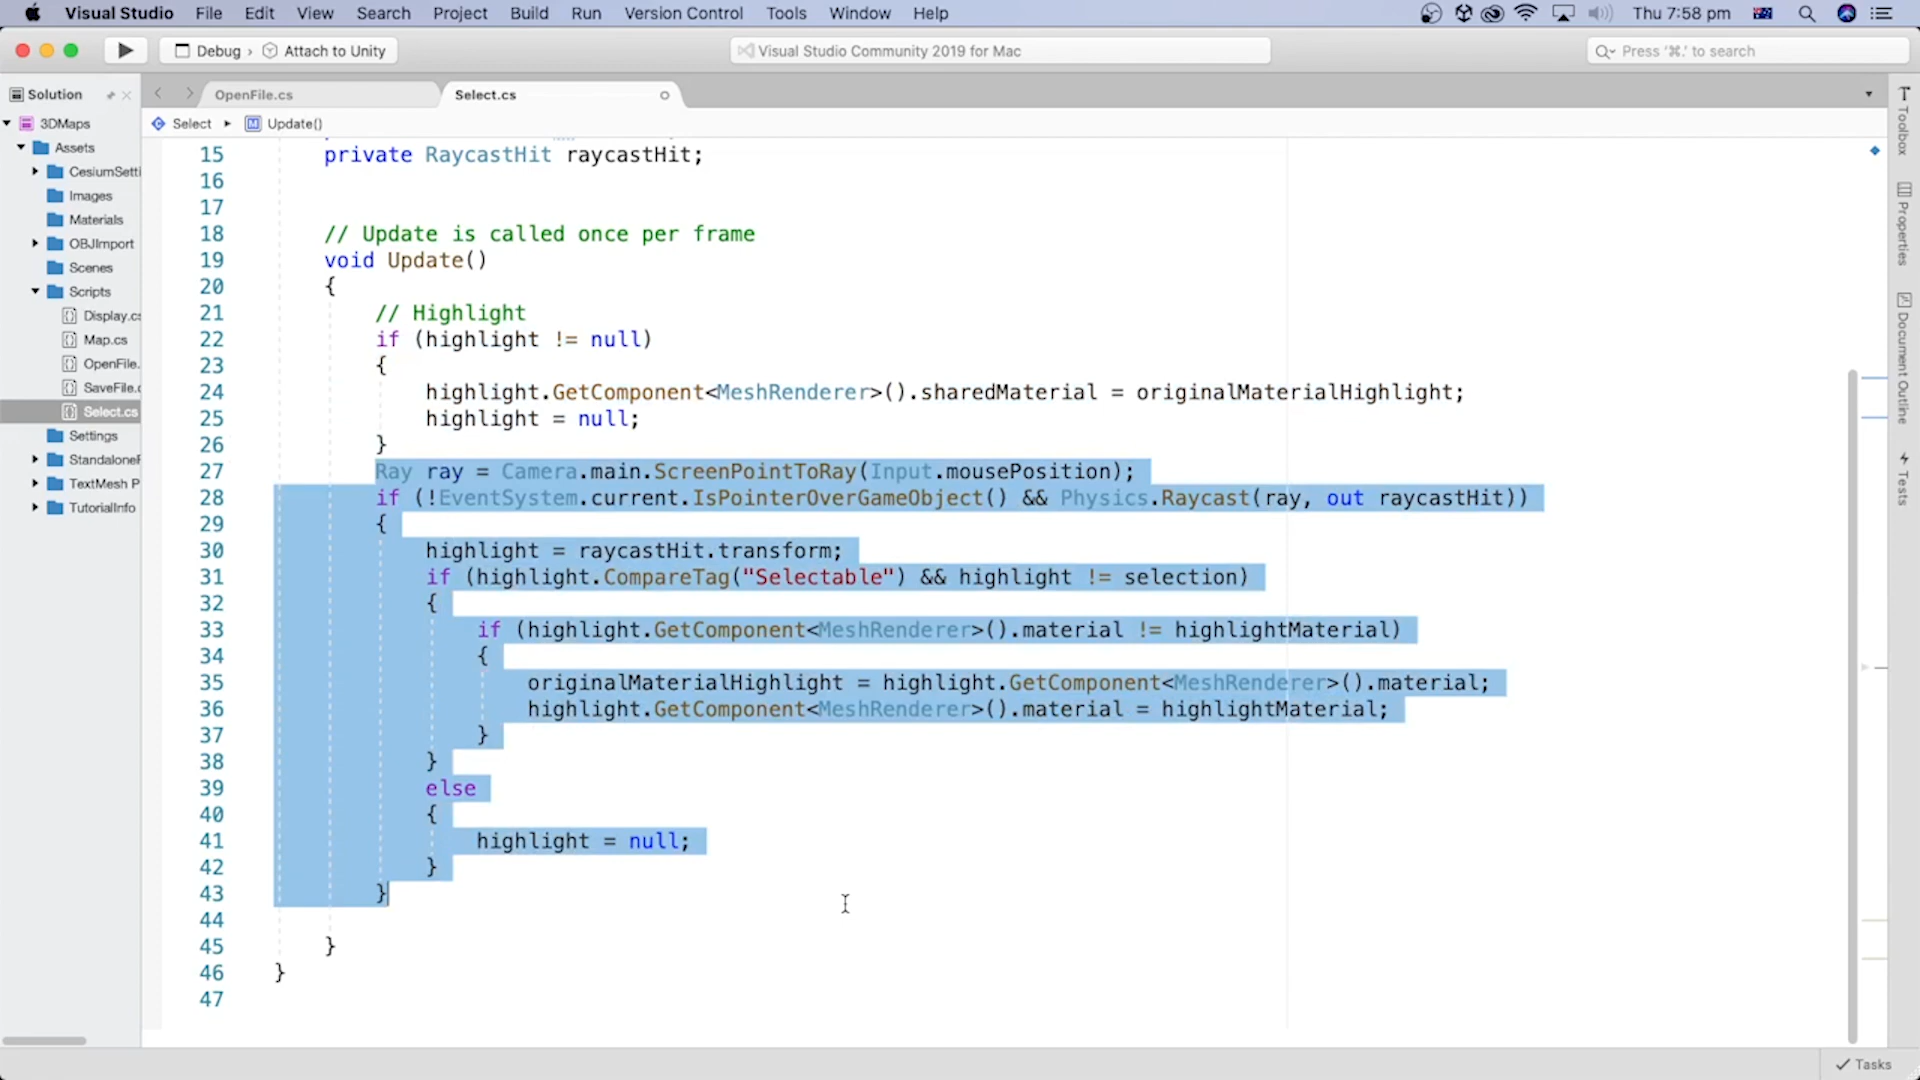 Visual Studio File Edit View Search Project Build Run Version Control Tools Window Help Thu 7:58 pm
Debug › Attach to Unity Visual Studio Community 2019 for Mac Press '⌘.' to search
Solution OpenFile.cs Select.cs
Select ▸ Update()
3DMaps
Assets
CesiumSetti
Images
Materials
OBJImport
Scenes
Scripts
Display.cs
Map.cs
OpenFile.
SaveFile.c
Select.cs
Settings
StandaloneF
TextMesh P
TutorialInfo
15 private RaycastHit raycastHit;
16
17
18 // Update is called once per frame
19 void Update()
20 {
21 // Highlight
22 if (highlight != null)
23 {
24 highlight.GetComponent<MeshRenderer>().sharedMaterial = originalMaterialHighlight;
25 highlight = null;
26 }
27 Ray ray = Camera.main.ScreenPointToRay(Input.mousePosition);
28 if (!EventSystem.current.IsPointerOverGameObject() && Physics.Raycast(ray, out raycastHit))
29 {
30 highlight = raycastHit.transform;
31 if (highlight.CompareTag("Selectable") && highlight != selection)
32 {
33 if (highlight.GetComponent<MeshRenderer>().material != highlightMaterial)
34 {
35 originalMaterialHighlight = highlight.GetComponent<MeshRenderer>().material;
36 highlight.GetComponent<MeshRenderer>().material = highlightMaterial;
37 }
38 }
39 else
40 {
41 highlight = null;
42 }
43 }
44
45 }
46 }
47
Toolbox
Properties
Document Outline
Tests
Tasks